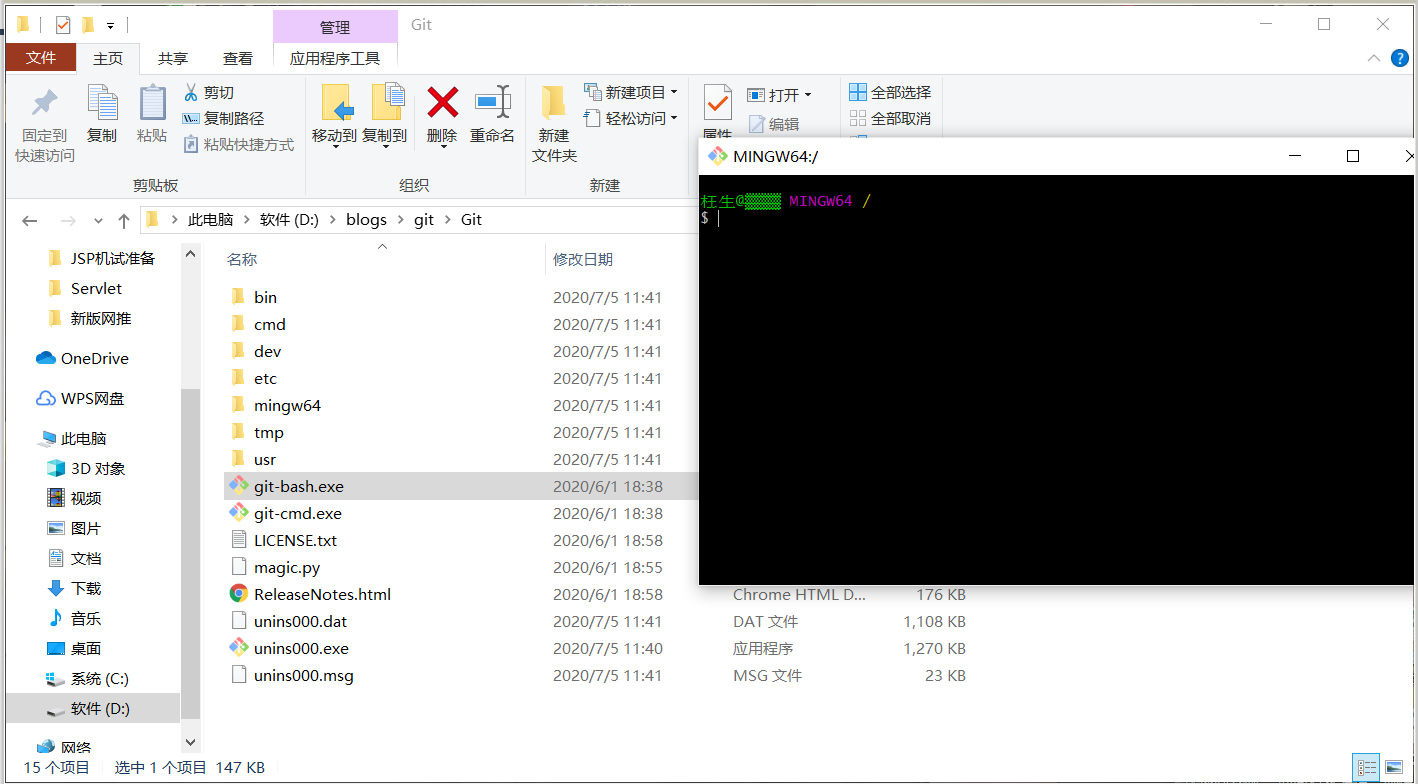 管理
Git
文件
主页
共享
查看
应用程序工具
固定到
快速访问
复制
粘贴
剪切
复制路径
粘贴快捷方式
移动到
复制到
删除
重命名
新建
文件夹
新建项目
轻松访问
属性
打开
编辑
全部选择
全部取消
剪贴板
组织
新建
此电脑
软件 (D:)
blogs
git
Git
MINGW64:/
枉生@ MINGW64 /
$
JSP机试准备
Servlet
新版网推
OneDrive
WPS网盘
此电脑
3D 对象
视频
图片
文档
下载
音乐
桌面
系统 (C:)
软件 (D:)
网络
名称 修改日期
bin 2020/7/5 11:41
cmd 2020/7/5 11:41
dev 2020/7/5 11:41
etc 2020/7/5 11:41
mingw64 2020/7/5 11:41
tmp 2020/7/5 11:41
usr 2020/7/5 11:41
git-bash.exe 2020/6/1 18:38
git-cmd.exe 2020/6/1 18:38
LICENSE.txt 2020/6/1 18:58
magic.py 2020/6/1 18:55
ReleaseNotes.html 2020/6/1 18:58 Chrome HTML D... 176 KB
unins000.dat 2020/7/5 11:41 DAT 文件 1,108 KB
unins000.exe 2020/7/5 11:40 应用程序 1,270 KB
unins000.msg 2020/7/5 11:41 MSG 文件 23 KB
15 个项目 选中 1 个项目 147 KB